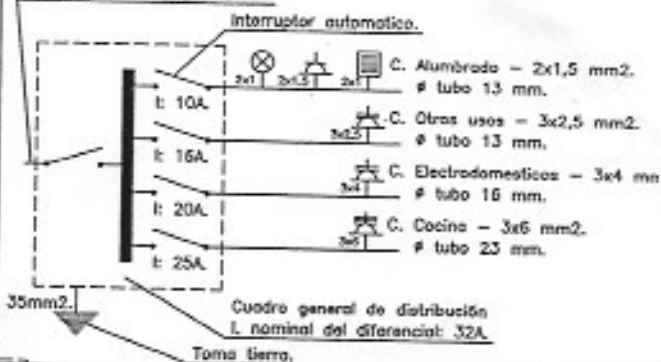 Interruptor automatico.
2x1
2x1,5
2x1
C. Alumbrado - 2x1,5 mm2.
ø tubo 13 mm.
I: 10A.
3x2,5
C. Otros usos - 3x2,5 mm2.
ø tubo 13 mm.
I: 16A.
3x4
C. Electrodomesticos - 3x4 mm
ø tubo 16 mm.
I: 20A.
3x6
C. Cocina - 3x6 mm2.
ø tubo 23 mm.
I: 25A.
35mm2.
Cuadro general de distribución
I. nominal del diferencial: 32A.
Toma tierra.